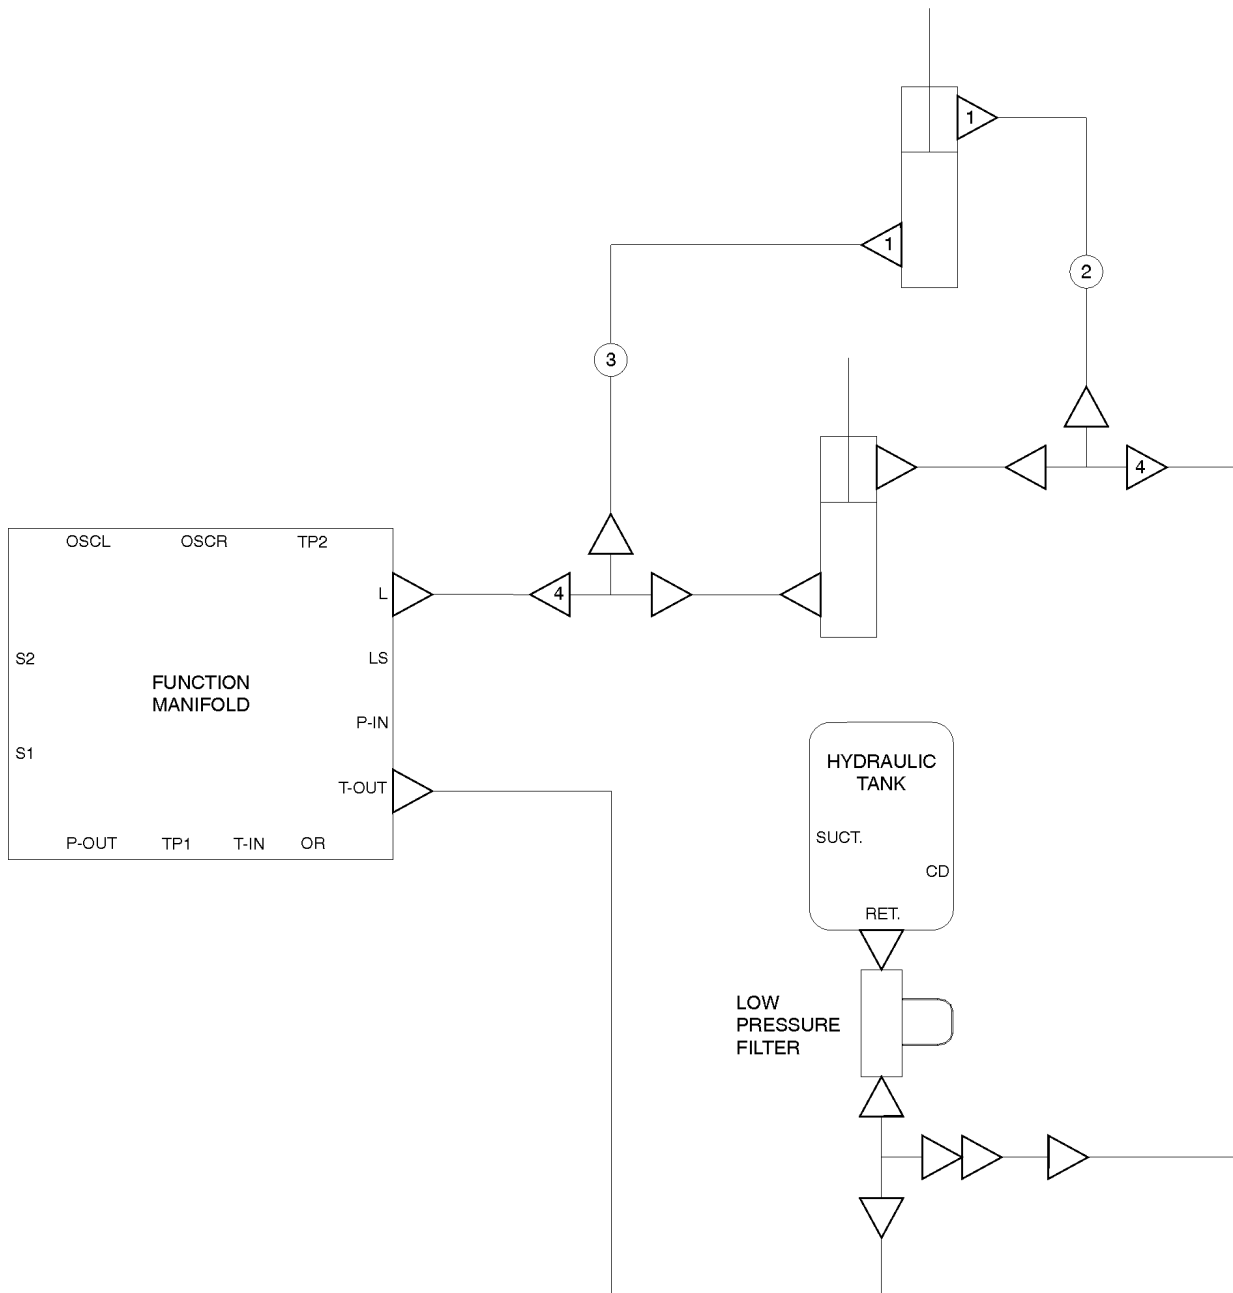 1
1
2
3
4
OSCL OSCR TP2
L
4
S2
LS
FUNCTION
MANIFOLD
P-IN
S1
T-OUT
P-OUT TP1 T-IN OR
HYDRAULIC
TANK
SUCT.
CD
RET.
LOW
PRESSURE
FILTER